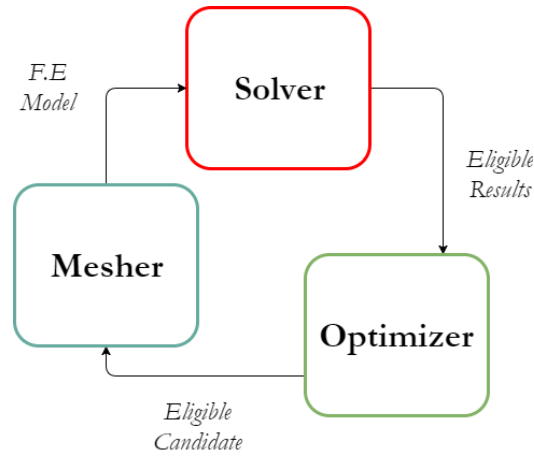 F.E
Model
Solver
Eligible
Results
Mesher
Optimizer
Eligible
Candidate